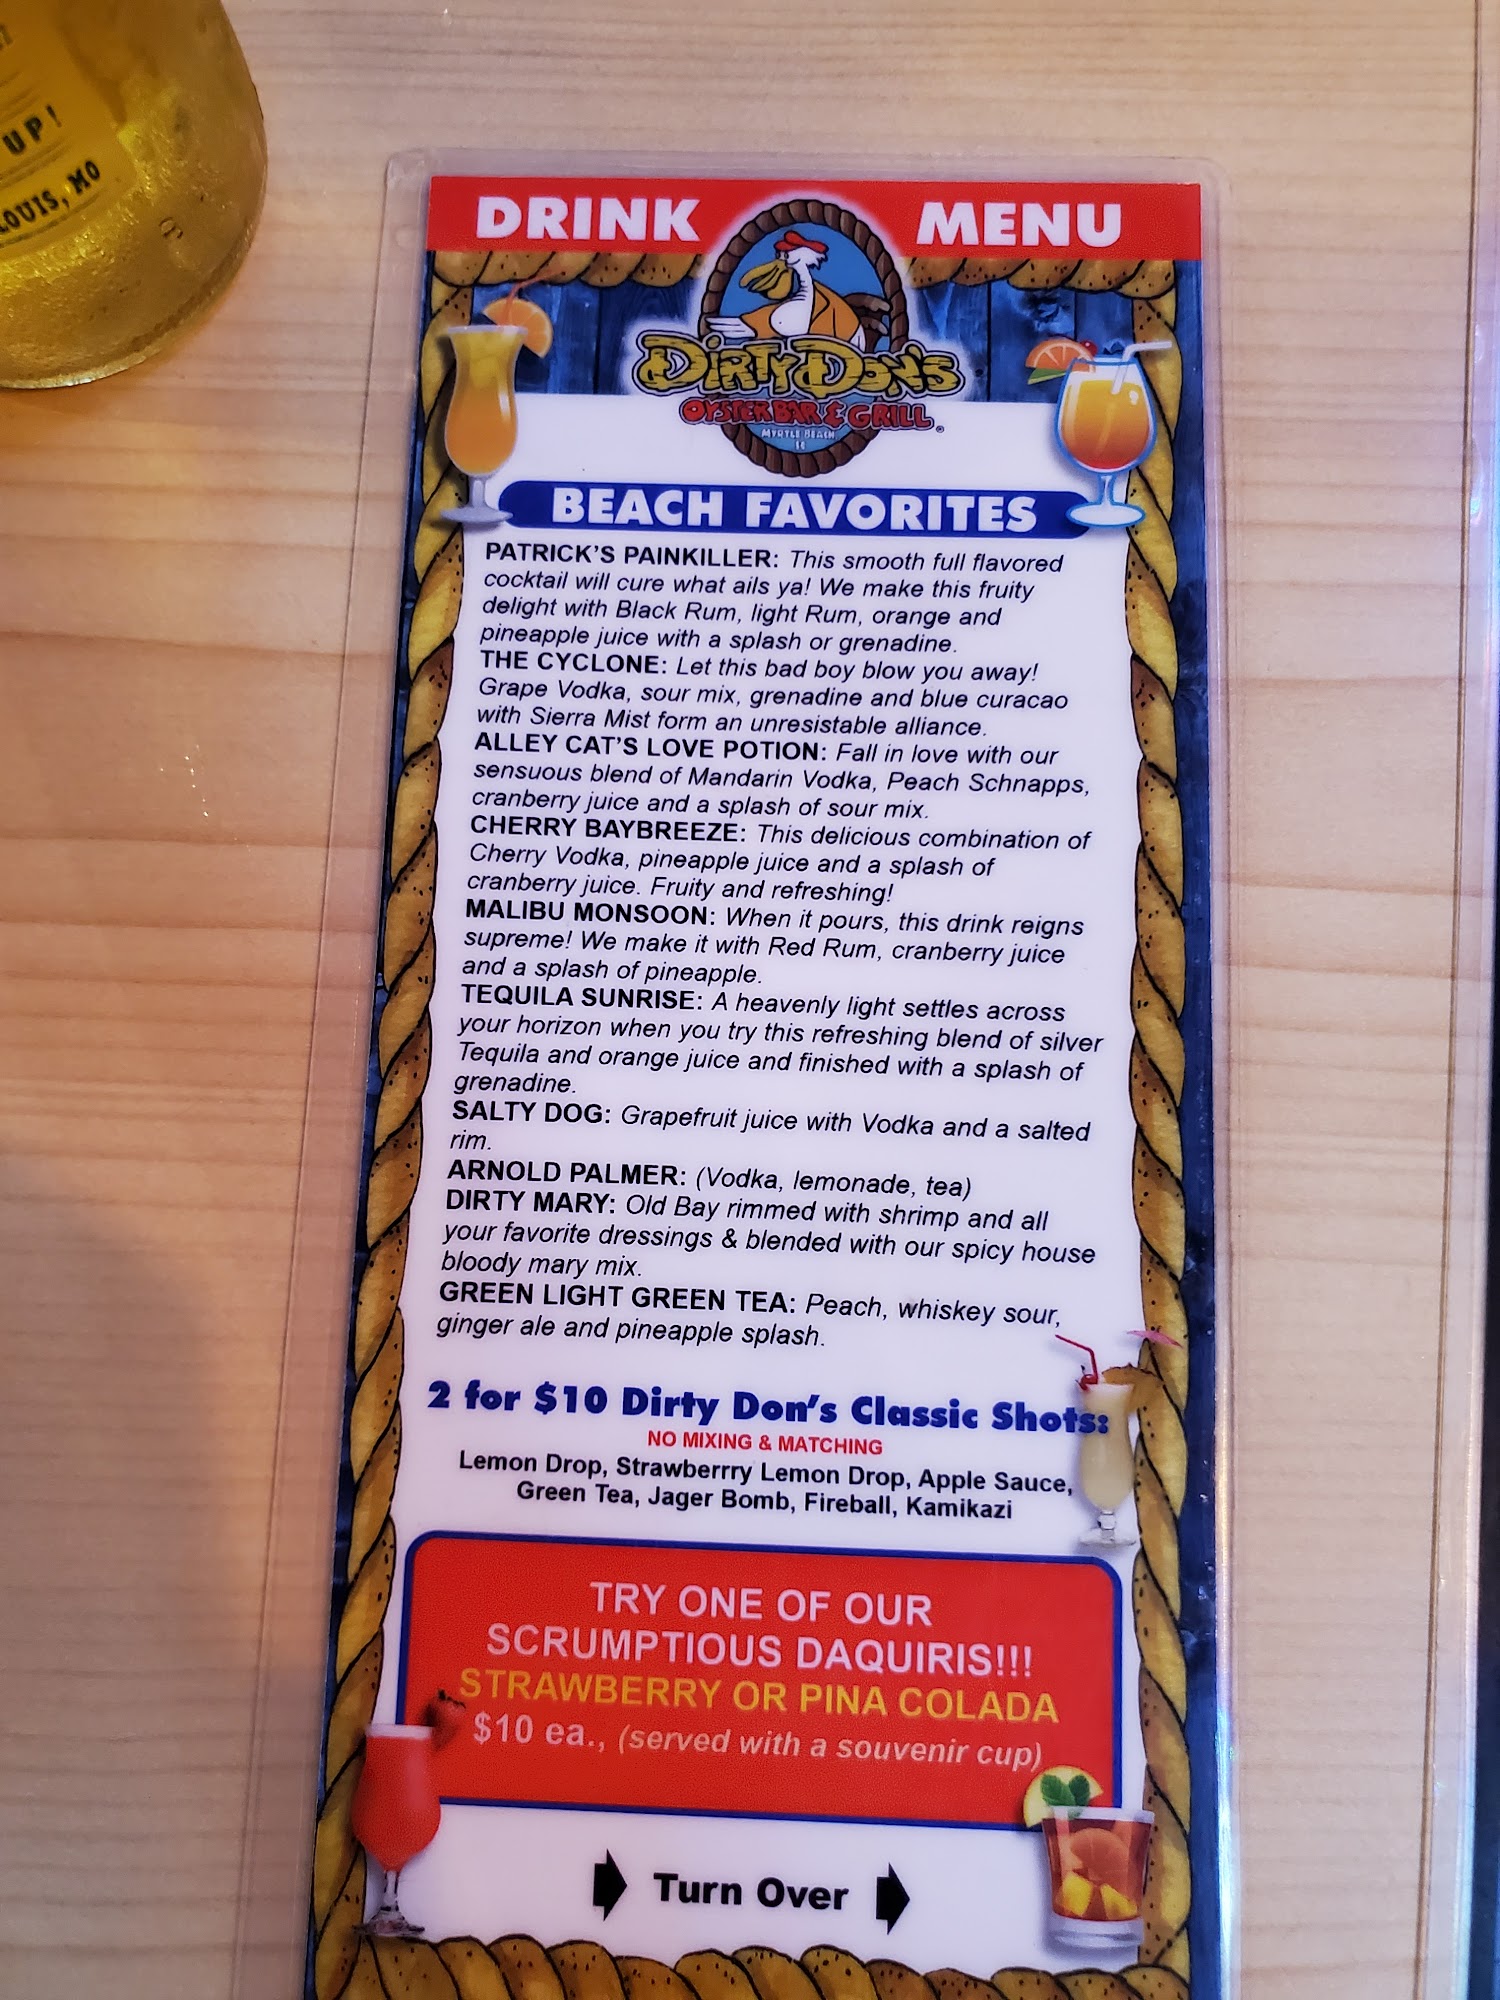 UP!
LOUIS, MO
DRINK MENU
DIRTY DON'S
OYSTER BAR & GRILL
MYRTLE BEACH
SC
BEACH FAVORITES
PATRICK'S PAINKILLER: This smooth full flavored
cocktail will cure what ails ya! We make this fruity
delight with Black Rum, light Rum, orange and
pineapple juice with a splash or grenadine.
THE CYCLONE: Let this bad boy blow you away!
Grape Vodka, sour mix, grenadine and blue curacao
with Sierra Mist form an unresistable alliance.
ALLEY CAT'S LOVE POTION: Fall in love with our
sensuous blend of Mandarin Vodka, Peach Schnapps,
cranberry juice and a splash of sour mix.
CHERRY BAYBREEZE: This delicious combination of
Cherry Vodka, pineapple juice and a splash of
cranberry juice. Fruity and refreshing!
MALIBU MONSOON: When it pours, this drink reigns
supreme! We make it with Red Rum, cranberry juice
and a splash of pineapple.
TEQUILA SUNRISE: A heavenly light settles across
your horizon when you try this refreshing blend of silver
Tequila and orange juice and finished with a splash of
grenadine.
SALTY DOG: Grapefruit juice with Vodka and a salted
rim.
ARNOLD PALMER: (Vodka, lemonade, tea)
DIRTY MARY: Old Bay rimmed with shrimp and all
your favorite dressings & blended with our spicy house
bloody mary mix.
GREEN LIGHT GREEN TEA: Peach, whiskey sour,
ginger ale and pineapple splash.
2 for $10 Dirty Don's Classic Shots:
NO MIXING & MATCHING
Lemon Drop, Strawberrry Lemon Drop, Apple Sauce,
Green Tea, Jager Bomb, Fireball, Kamikazi
TRY ONE OF OUR
SCRUMPTIOUS DAQUIRIS!!!
STRAWBERRY OR PINA COLADA
$10 ea., (served with a souvenir cup)
Turn Over